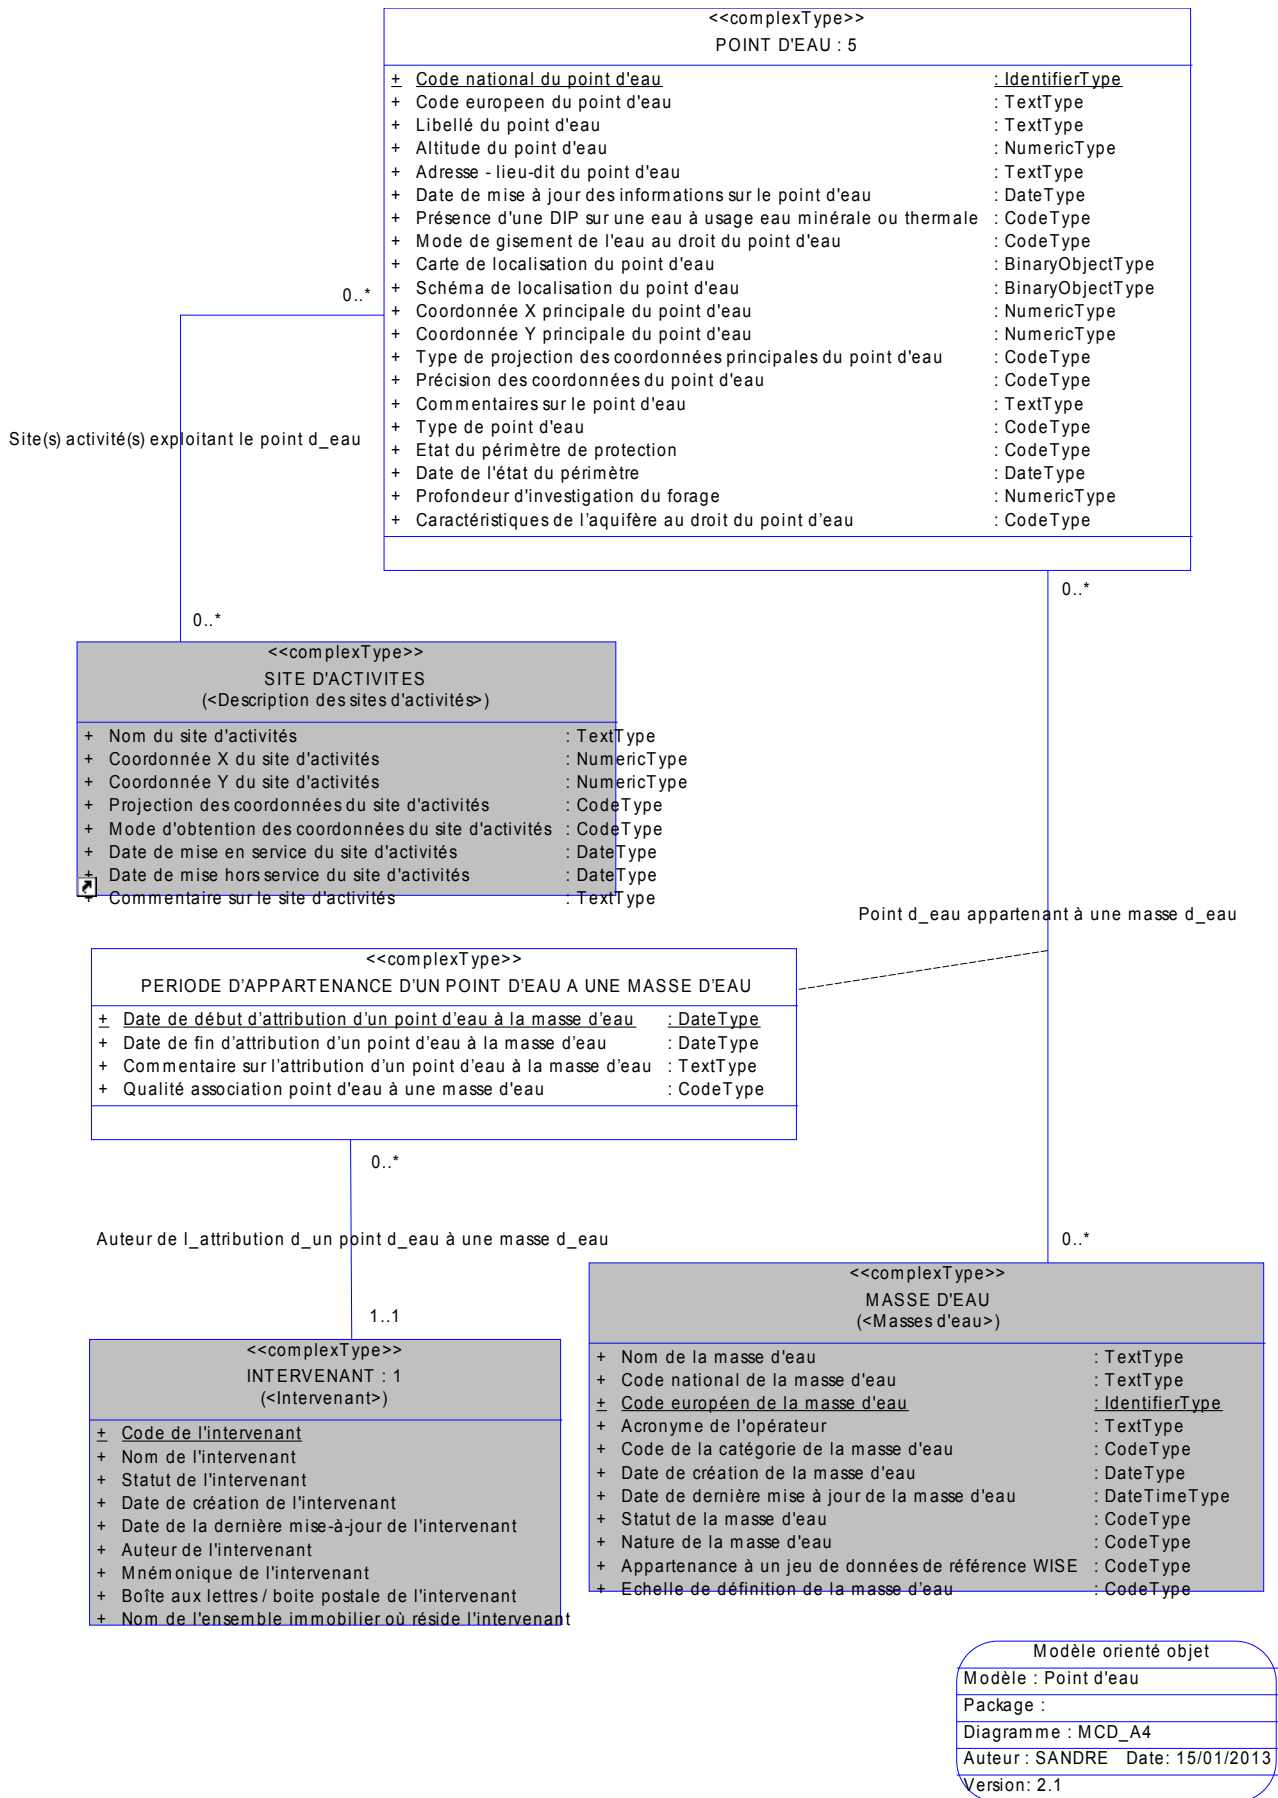 <<complexType>>
POINT D'EAU : 5
+ Code national du point d'eau : IdentifierType
+ Code europeen du point d'eau : TextType
+ Libellé du point d'eau : TextType
+ Altitude du point d'eau : NumericType
+ Adresse - lieu-dit du point d'eau : TextType
+ Date de mise à jour des informations sur le point d'eau : DateType
+ Présence d'une DIP sur une eau à usage eau minérale ou thermale : CodeType
+ Mode de gisement de l'eau au droit du point d'eau : CodeType
+ Carte de localisation du point d'eau : BinaryObjectType
+ Schéma de localisation du point d'eau : BinaryObjectType
+ Coordonnée X principale du point d'eau : NumericType
+ Coordonnée Y principale du point d'eau : NumericType
+ Type de projection des coordonnées principales du point d'eau : CodeType
+ Précision des coordonnées du point d'eau : CodeType
+ Commentaires sur le point d'eau : TextType
+ Type de point d'eau : CodeType
+ Etat du périmètre de protection : CodeType
+ Date de l'état du périmètre : DateType
+ Profondeur d'investigation du forage : NumericType
+ Caractéristiques de l’aquifère au droit du point d’eau : CodeType
0..*
Site(s) activité(s) exploitant le point d_eau
0..*
0..*
<<complexType>>
SITE D'ACTIVITES
(<Description des sites d'activités>)
+ Nom du site d'activités : TextType
+ Coordonnée X du site d'activités : NumericType
+ Coordonnée Y du site d'activités : NumericType
+ Projection des coordonnées du site d'activités : CodeType
+ Mode d'obtention des coordonnées du site d'activités : CodeType
+ Date de mise en service du site d'activités : DateType
+ Date de mise hors service du site d'activités : DateType
+ Commentaire sur le site d'activités : TextType
Point d_eau appartenant à une masse d_eau
<<complexType>>
PERIODE D’APPARTENANCE D’UN POINT D’EAU A UNE MASSE D’EAU
+ Date de début d’attribution d’un point d’eau à la masse d’eau : DateType
+ Date de fin d’attribution d’un point d’eau à la masse d’eau : DateType
+ Commentaire sur l’attribution d’un point d’eau à la masse d’eau : TextType
+ Qualité association point d'eau à une masse d'eau : CodeType
0..*
Auteur de l_attribution d_un point d_eau à une masse d_eau
0..*
1..1
<<complexType>>
INTERVENANT : 1
(<Intervenant>)
+ Code de l'intervenant
+ Nom de l'intervenant
+ Statut de l'intervenant
+ Date de création de l'intervenant
+ Date de la dernière mise-à-jour de l'intervenant
+ Auteur de l'intervenant
+ Mnémonique de l'intervenant
+ Boîte aux lettres / boite postale de l'intervenant
+ Nom de l'ensemble immobilier où réside l'intervenant
<<complexType>>
MASSE D'EAU
(<Masses d'eau>)
+ Nom de la masse d'eau : TextType
+ Code national de la masse d'eau : TextType
+ Code européen de la masse d'eau : IdentifierType
+ Acronyme de l'opérateur : TextType
+ Code de la catégorie de la masse d'eau : CodeType
+ Date de création de la masse d'eau : DateType
+ Date de dernière mise à jour de la masse d'eau : DateTimeType
+ Statut de la masse d'eau : CodeType
+ Nature de la masse d'eau : CodeType
+ Appartenance à un jeu de données de référence WISE : CodeType
+ Echelle de définition de la masse d’eau : CodeType
Modèle orienté objet
Modèle : Point d'eau
Package :
Diagramme : MCD_A4
Auteur : SANDRE Date: 15/01/2013
Version: 2.1